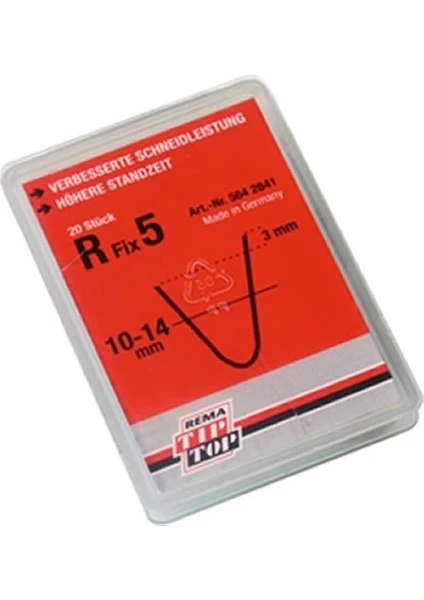 VERBESSERTE SCHNEIDLEISTUNG
HÖHERE STANDZEIT
20 Stück
Art.-Nr. 564 2841
Made in Germany
R Fix 5
3 mm
10-14
mm
REMA
TIP
TOP